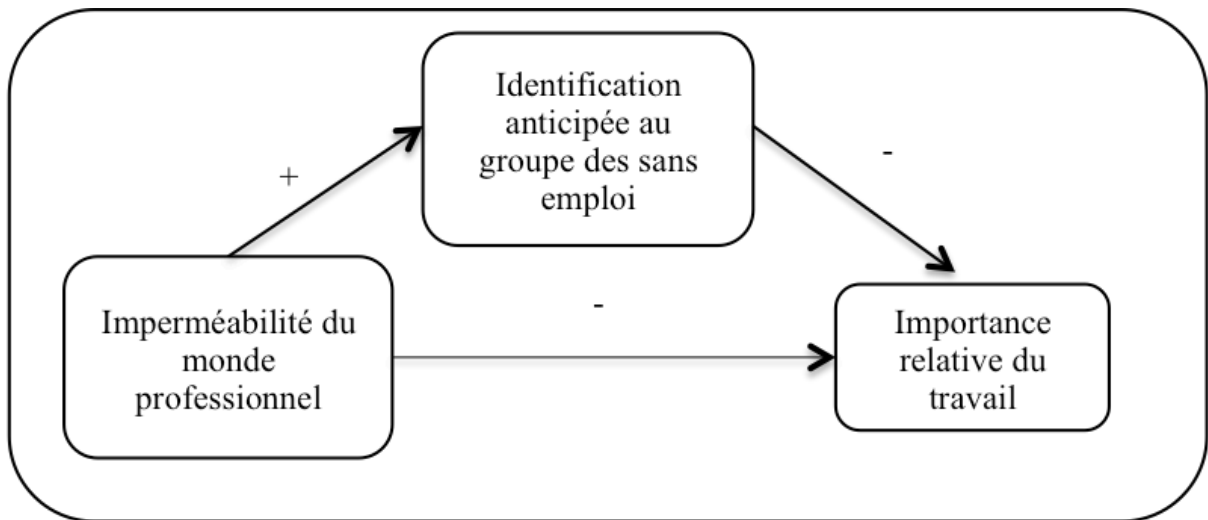 Identification
anticipée au
groupe des sans
emploi
+
-
Imperméabilité du
monde
professionnel
-
Importance
relative du
travail